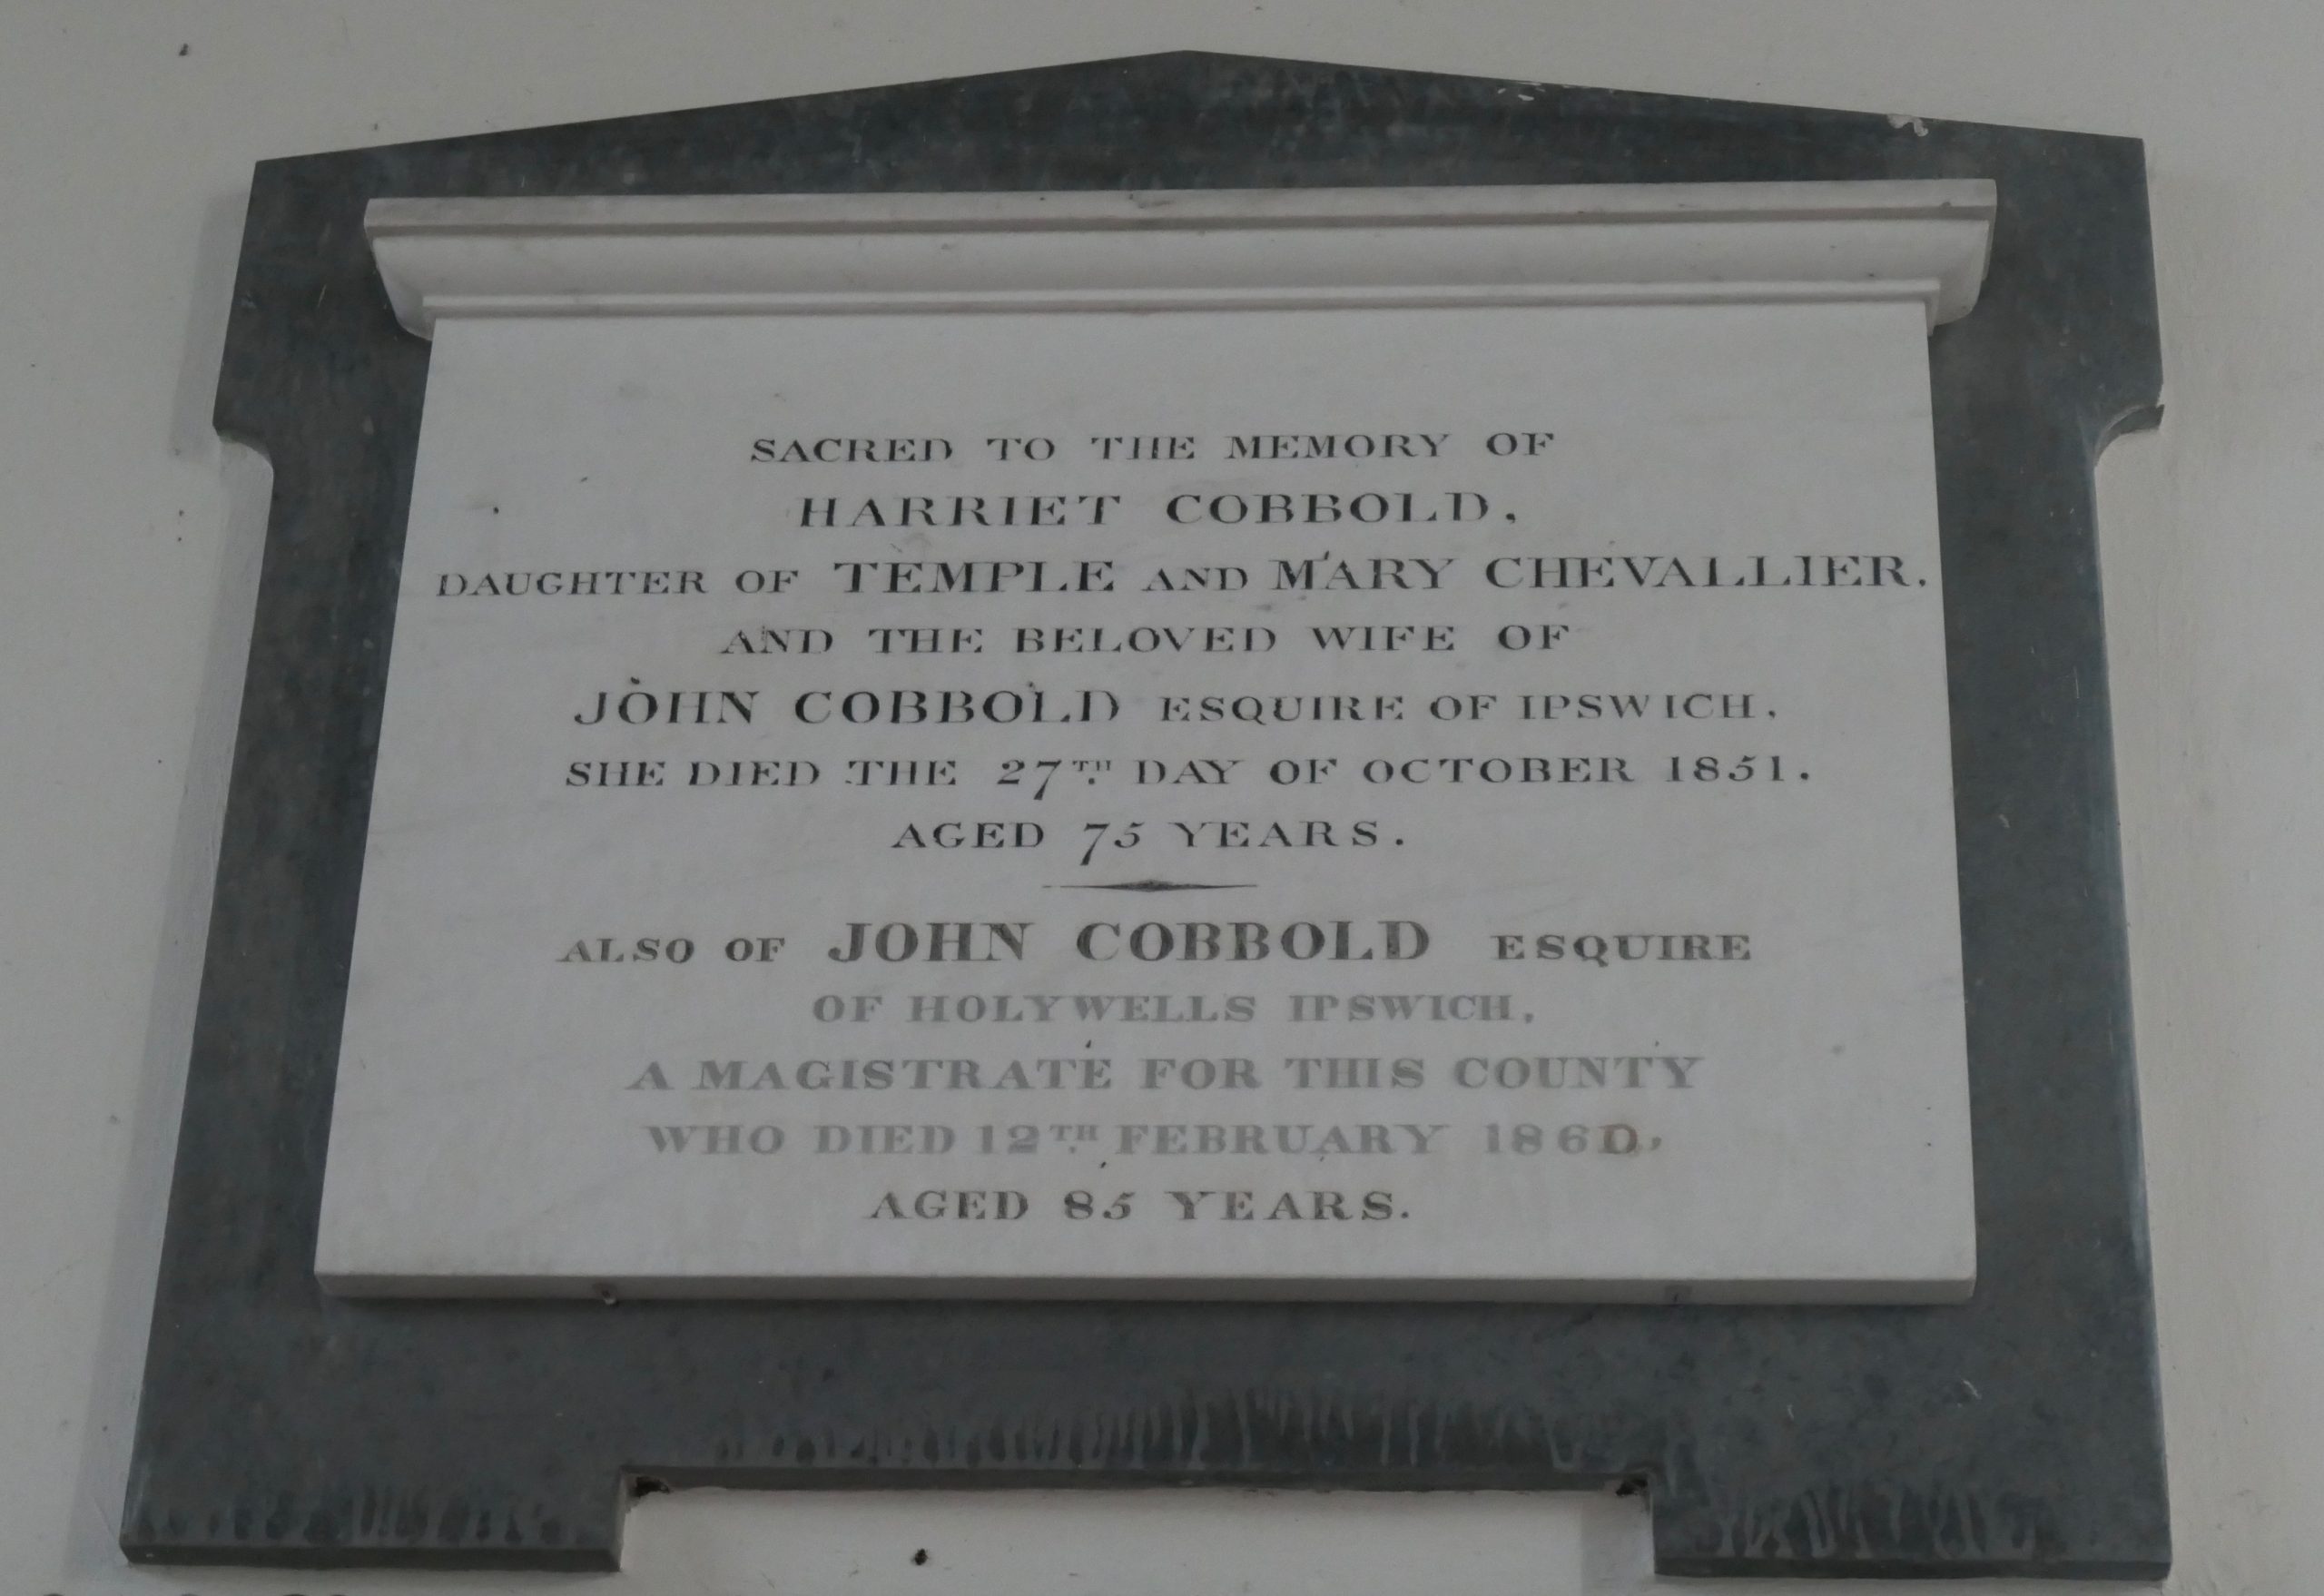 SACRED TO THE MEMORY OF
HARRIET COBBOLD,
DAUGHTER OF TEMPLE AND MARY CHEVALLIER.
AND THE BELOVED WIFE OF
JOHN COBBOLD ESQUIRE OF IPSWICH,
SHE DIED THE 27TH DAY OF OCTOBER 1851.
AGED 75 YEARS.
ALSO OF JOHN COBBOLD ESQUIRE
OF HOLYWELLS IPSWICH,
A MAGISTRATE FOR THIS COUNTY
WHO DIED 12TH FEBRUARY 1860,
AGED 85 YEARS.